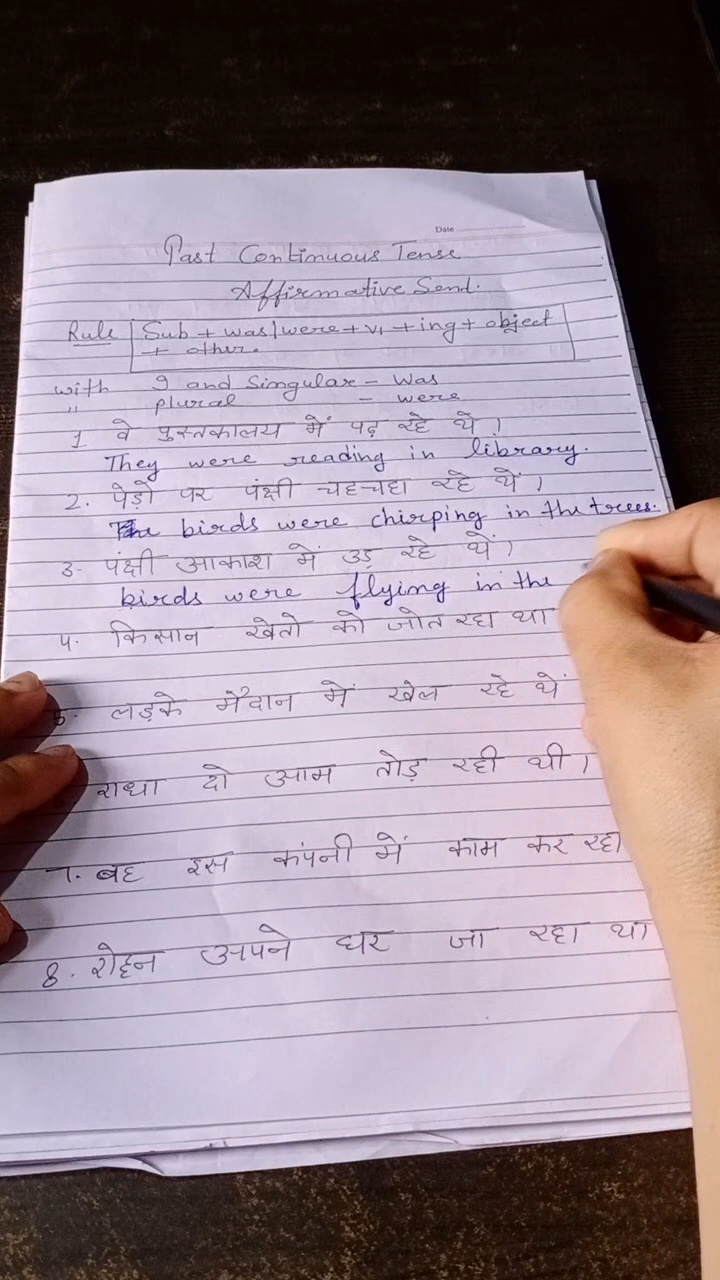 Date
Past Continuous Tense
Affirmative Send.
Rule Sub + was/were + v1 + ing + object
+ other.
with I and Singular - Was
" plural - were
1 वे पुस्तकालय में पढ़ रहे थे।
They were reading in library.
2. पेड़ो पर पंक्षी चहचहा रहे थें।
The birds were chirping in the trees.
3. पंक्षी आकाश में उड़ रहे थें।
birds were flying in the
4. किसान खेतो को जोत रहा था
5. लड़के मैदान में खेल रहे थें
राधा दो आम तोड़ रही थी।
7. बह इस कंपनी में काम कर रहा
8. रोहन अपने घर जा रहा था